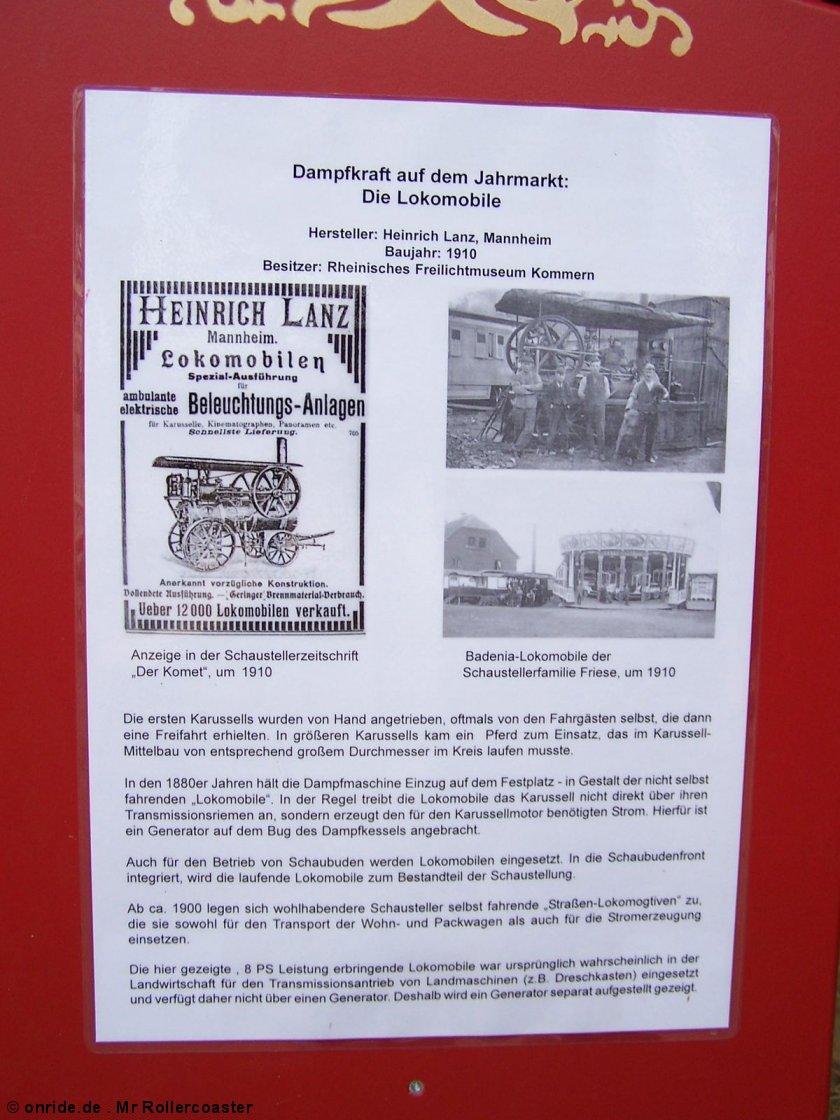 Dampfkraft auf dem Jahrmarkt:
Die Lokomobile
Hersteller: Heinrich Lanz, Mannheim
Baujahr: 1910
Besitzer: Rheinisches Freilichtmuseum Kommern
HEINRICH LANZ
Mannheim.
Lokomobilen
Spezial-Ausführung
für
ambulante
elektrische Beleuchtungs-Anlagen
für Karusselle, Kinematographen, Panoramen etc.
Schnellste Lieferung. 765
Anerkannt vorzügliche Konstruktion.
Vollendete Ausführung. — Geringer Brennmaterial-Verbrauch.
Ueber 12000 Lokomobilen verkauft.
Anzeige in der Schaustellerzeitschrift
„Der Komet“, um 1910
Badenia-Lokomobile der
Schaustellerfamilie Friese, um 1910
Die ersten Karussells wurden von Hand angetrieben, oftmals von den Fahrgästen selbst, die dann
eine Freifahrt erhielten. In größeren Karussells kam ein Pferd zum Einsatz, das im Karussell-
Mittelbau von entsprechend großem Durchmesser im Kreis laufen musste.
In den 1880er Jahren hält die Dampfmaschine Einzug auf dem Festplatz - in Gestalt der nicht selbst
fahrenden „Lokomobile“. In der Regel treibt die Lokomobile das Karussell nicht direkt über ihren
Transmissionsriemen an, sondern erzeugt den für den Karussellmotor benötigten Strom. Hierfür ist
ein Generator auf dem Bug des Dampfkessels angebracht.
Auch für den Betrieb von Schaubuden werden Lokomobilen eingesetzt. In die Schaubudenfront
integriert, wird die laufende Lokomobile zum Bestandteil der Schaustellung.
Ab ca. 1900 legen sich wohlhabendere Schausteller selbst fahrende „Straßen-Lokomogtiven“ zu,
die sie sowohl für den Transport der Wohn- und Packwagen als auch für die Stromerzeugung
einsetzen.
Die hier gezeigte , 8 PS Leistung erbringende Lokomobile war ursprünglich wahrscheinlich in der
Landwirtschaft für den Transmissionsantrieb von Landmaschinen (z.B. Dreschkasten) eingesetzt
und verfügt daher nicht über einen Generator. Deshalb wird ein Generator separat aufgestellt gezeigt.
© onride.de . Mr Rollercoaster